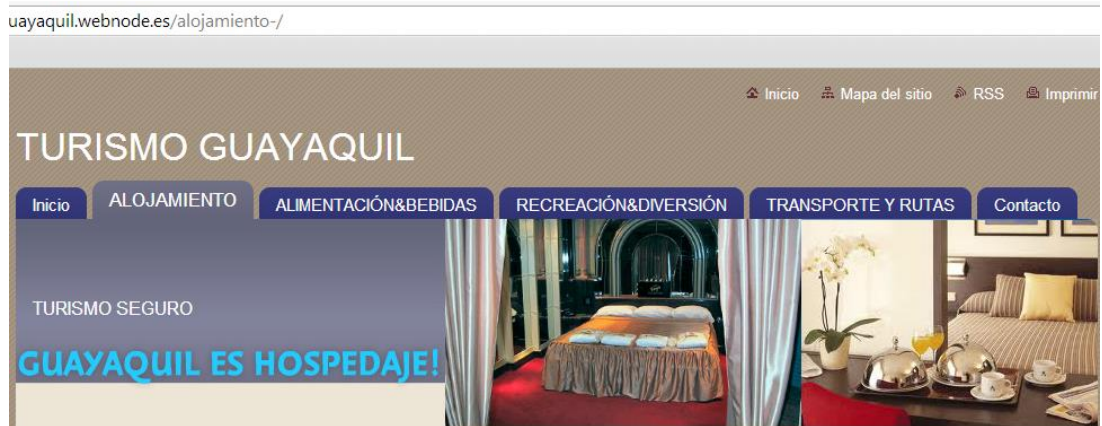 uayaquil.webnode.es/alojamiento-/
Inicio Mapa del sitio RSS Imprimir
TURISMO GUAYAQUIL
Inicio ALOJAMIENTO ALIMENTACIÓN&BEBIDAS RECREACIÓN&DIVERSIÓN TRANSPORTE Y RUTAS Contacto
TURISMO SEGURO
GUAYAQUIL ES HOSPEDAJE!